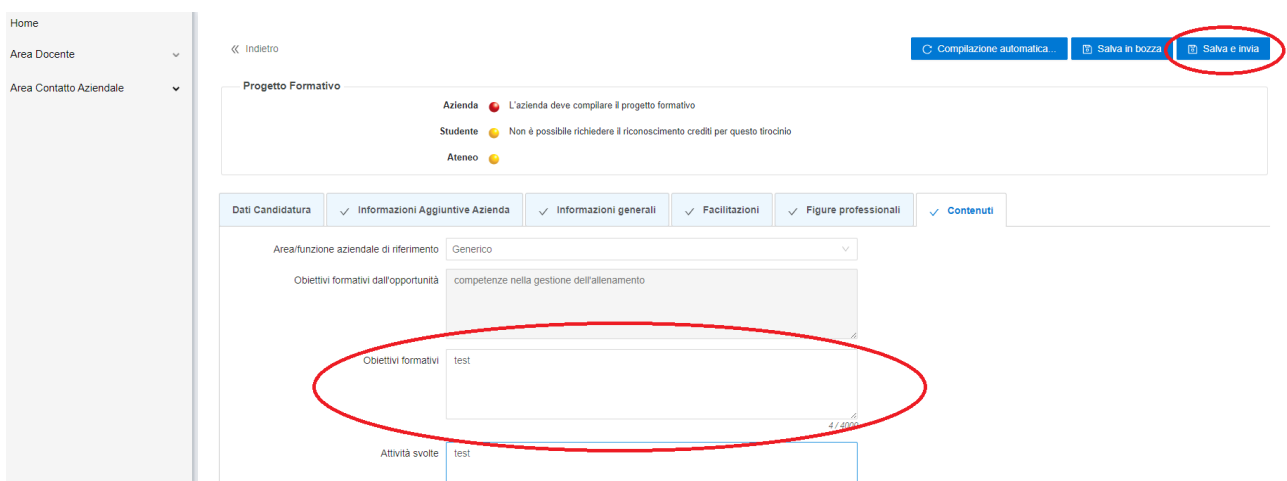 Home
Area Docente
Area Contatto Aziendale
Indietro
Compilazione automatica...
Salva in bozza
Salva e invia
Progetto Formativo
Azienda L'azienda deve compilare il progetto formativo
Studente Non è possibile richiedere il riconoscimento crediti per questo tirocinio
Ateneo
Dati Candidatura
Informazioni Aggiuntive Azienda
Informazioni generali
Facilitazioni
Figure professionali
Contenuti
Area/funzione aziendale di riferimento Generico
Obiettivi formativi dall'opportunità competenze nella gestione dell'allenamento
Obiettivi formativi test
4 / 4000
Attività svolte test